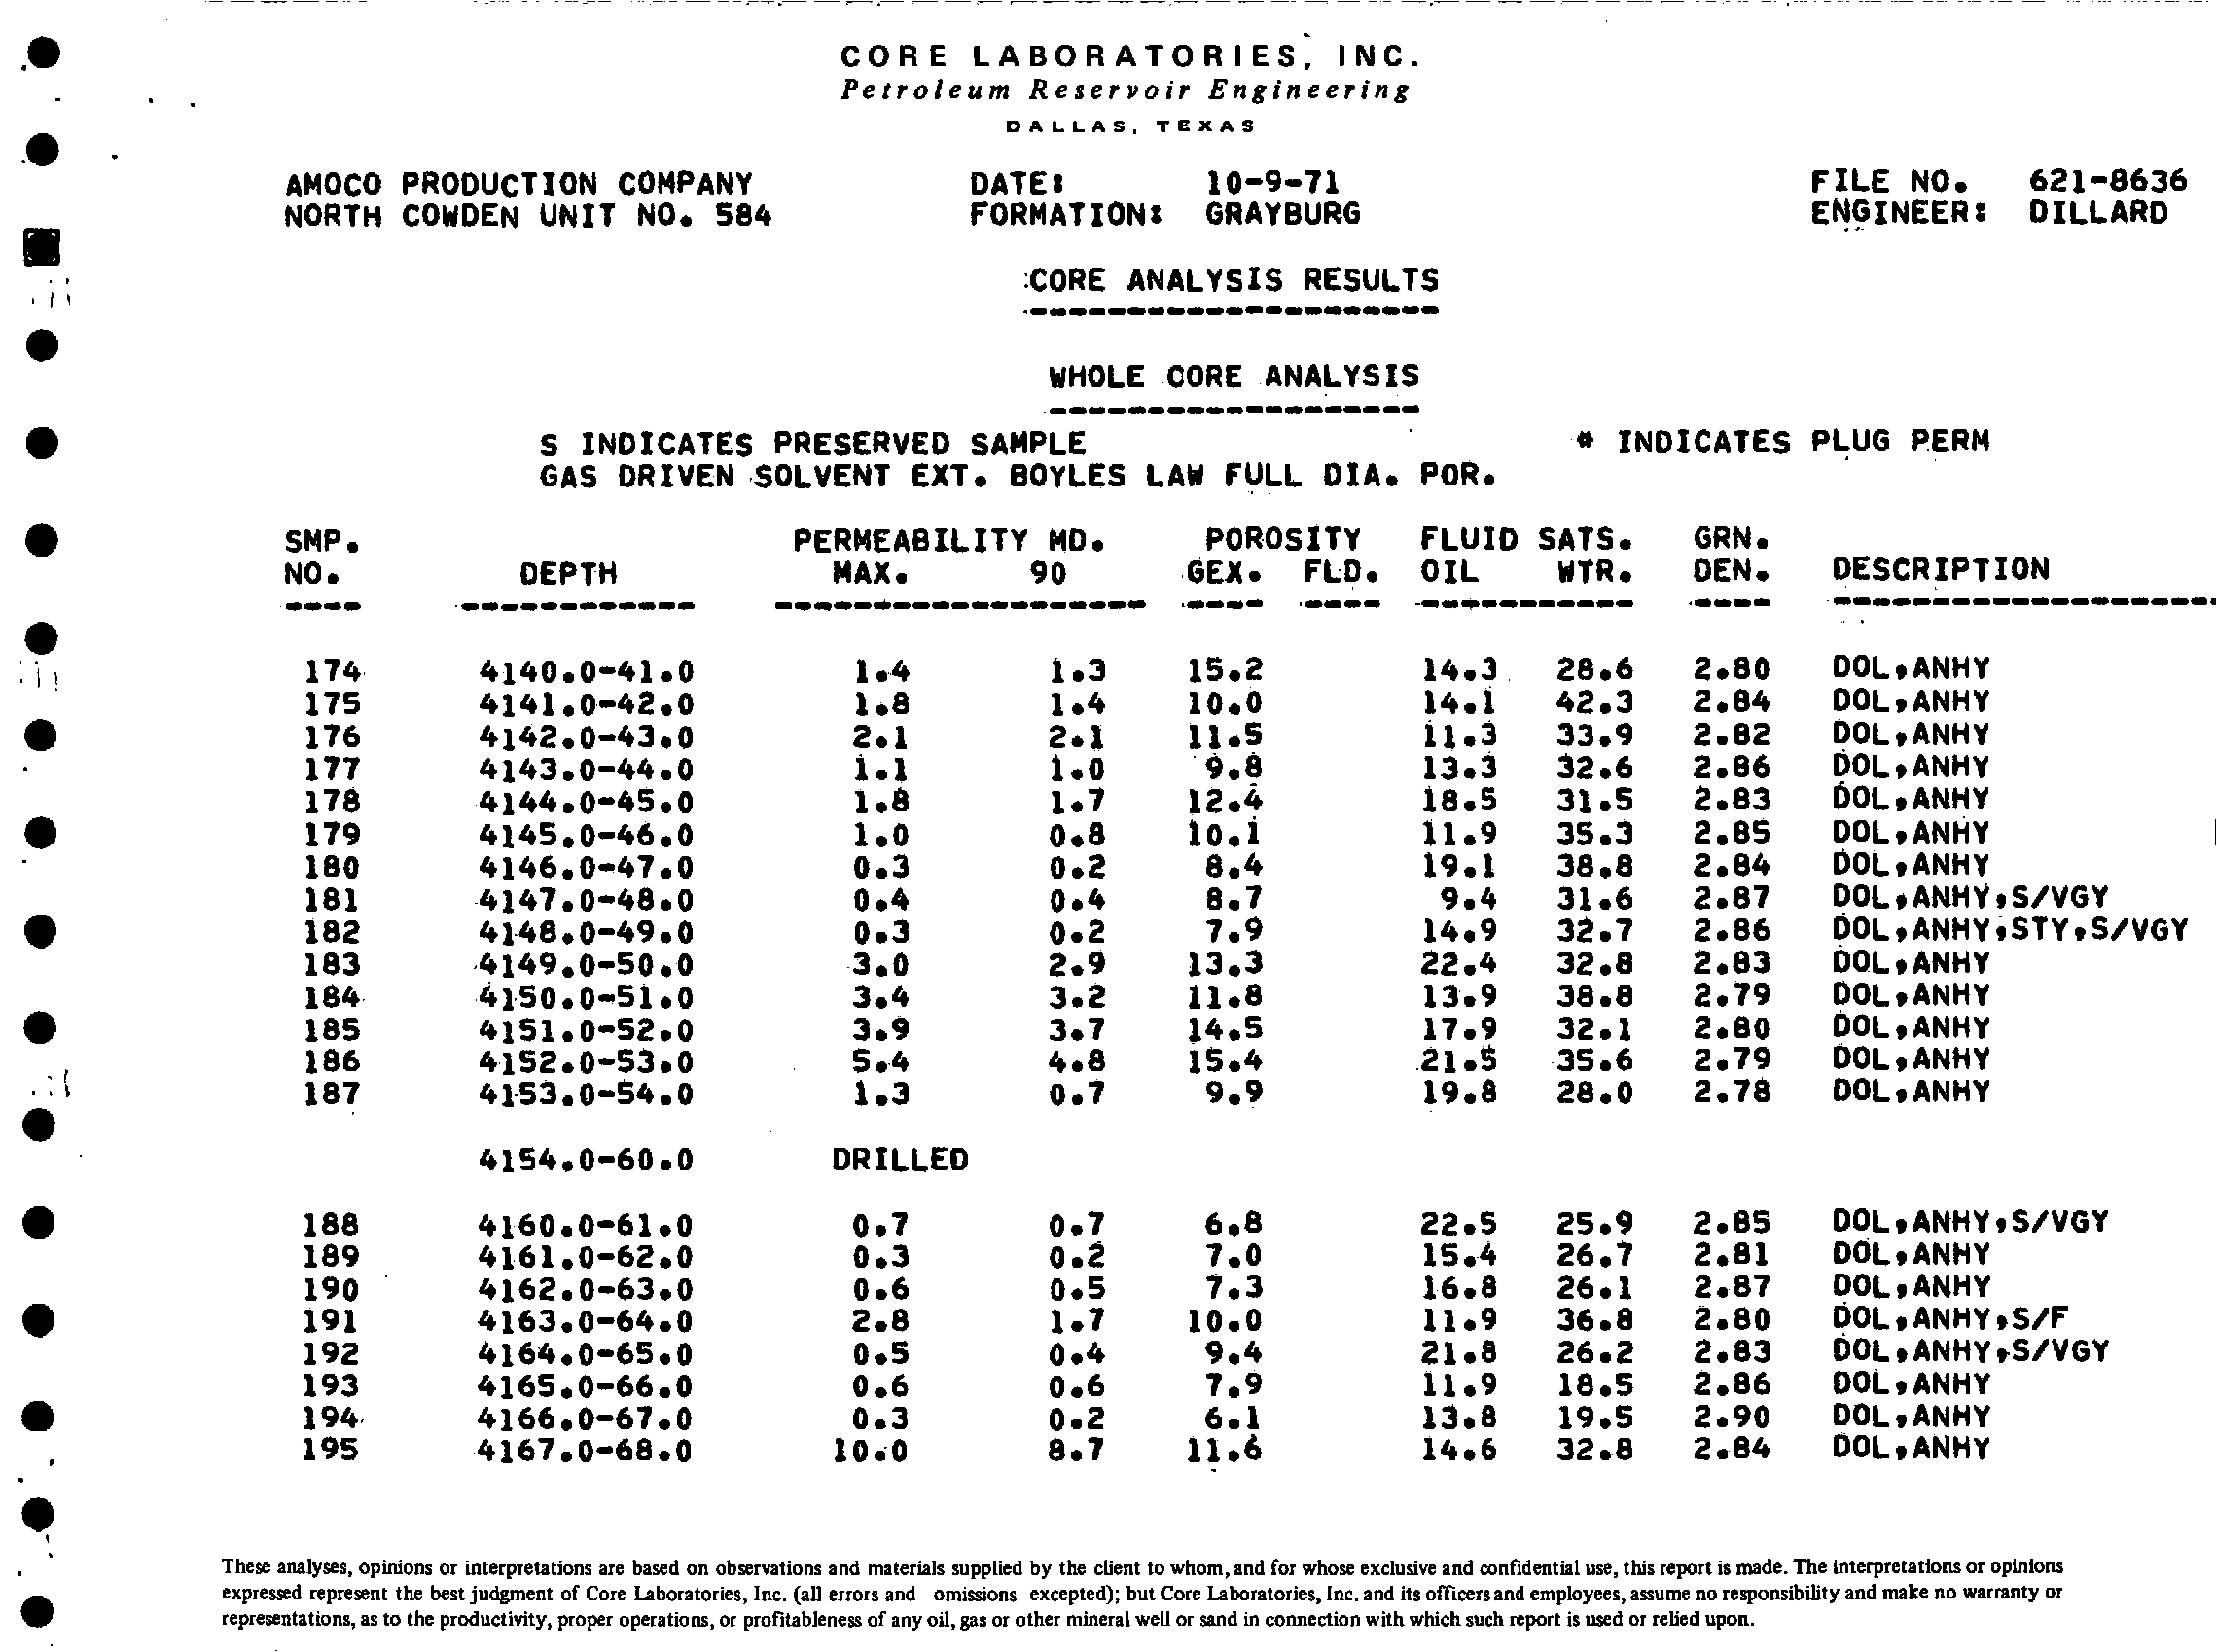 CORE LABORATORIES, INC.
Petroleum Reservoir Engineering
DALLAS, TEXAS
AMOCO PRODUCTION COMPANY DATE: 10-9-71 FILE NO. 621-8636
NORTH COWDEN UNIT NO. 584 FORMATION: GRAYBURG ENGINEER: DILLARD
CORE ANALYSIS RESULTS
WHOLE CORE ANALYSIS
S INDICATES PRESERVED SAMPLE * INDICATES PLUG PERM
GAS DRIVEN SOLVENT EXT. BOYLES LAW FULL DIA. POR.
SMP. PERMEABILITY MD. POROSITY FLUID SATS. GRN.
NO. DEPTH MAX. 90 GEX. FLD. OIL WTR. DEN. DESCRIPTION
174 4140.0-41.0 1.4 1.3 15.2 14.3 28.6 2.80 DOL,ANHY
175 4141.0-42.0 1.8 1.4 10.0 14.1 42.3 2.84 DOL,ANHY
176 4142.0-43.0 2.1 2.1 11.5 11.3 33.9 2.82 DOL,ANHY
177 4143.0-44.0 1.1 1.0 9.8 13.3 32.6 2.86 DOL,ANHY
178 4144.0-45.0 1.8 1.7 12.4 18.5 31.5 2.83 DOL,ANHY
179 4145.0-46.0 1.0 0.8 10.1 11.9 35.3 2.85 DOL,ANHY
180 4146.0-47.0 0.3 0.2 8.4 19.1 38.8 2.84 DOL,ANHY
181 4147.0-48.0 0.4 0.4 8.7 9.4 31.6 2.87 DOL,ANHY,S/VGY
182 4148.0-49.0 0.3 0.2 7.9 14.9 32.7 2.86 DOL,ANHY,STY,S/VGY
183 4149.0-50.0 3.0 2.9 13.3 22.4 32.8 2.83 DOL,ANHY
184 4150.0-51.0 3.4 3.2 11.8 13.9 38.8 2.79 DOL,ANHY
185 4151.0-52.0 3.9 3.7 14.5 17.9 32.1 2.80 DOL,ANHY
186 4152.0-53.0 5.4 4.8 15.4 21.5 35.6 2.79 DOL,ANHY
187 4153.0-54.0 1.3 0.7 9.9 19.8 28.0 2.78 DOL,ANHY
4154.0-60.0 DRILLED
188 4160.0-61.0 0.7 0.7 6.8 22.5 25.9 2.85 DOL,ANHY,S/VGY
189 4161.0-62.0 0.3 0.2 7.0 15.4 26.7 2.81 DOL,ANHY
190 4162.0-63.0 0.6 0.5 7.3 16.8 26.1 2.87 DOL,ANHY
191 4163.0-64.0 2.8 1.7 10.0 11.9 36.8 2.80 DOL,ANHY,S/F
192 4164.0-65.0 0.5 0.4 9.4 21.8 26.2 2.83 DOL,ANHY,S/VGY
193 4165.0-66.0 0.6 0.6 7.9 11.9 18.5 2.86 DOL,ANHY
194 4166.0-67.0 0.3 0.2 6.1 13.8 19.5 2.90 DOL,ANHY
195 4167.0-68.0 10.0 8.7 11.6 14.6 32.8 2.84 DOL,ANHY
These analyses, opinions or interpretations are based on observations and materials supplied by the client to whom, and for whose exclusive and confidential use, this report is made. The interpretations or opinions
expressed represent the best judgment of Core Laboratories, Inc. (all errors and omissions excepted); but Core Laboratories, Inc. and its officers and employees, assume no responsibility and make no warranty or
representations, as to the productivity, proper operations, or profitableness of any oil, gas or other mineral well or sand in connection with which such report is used or relied upon.